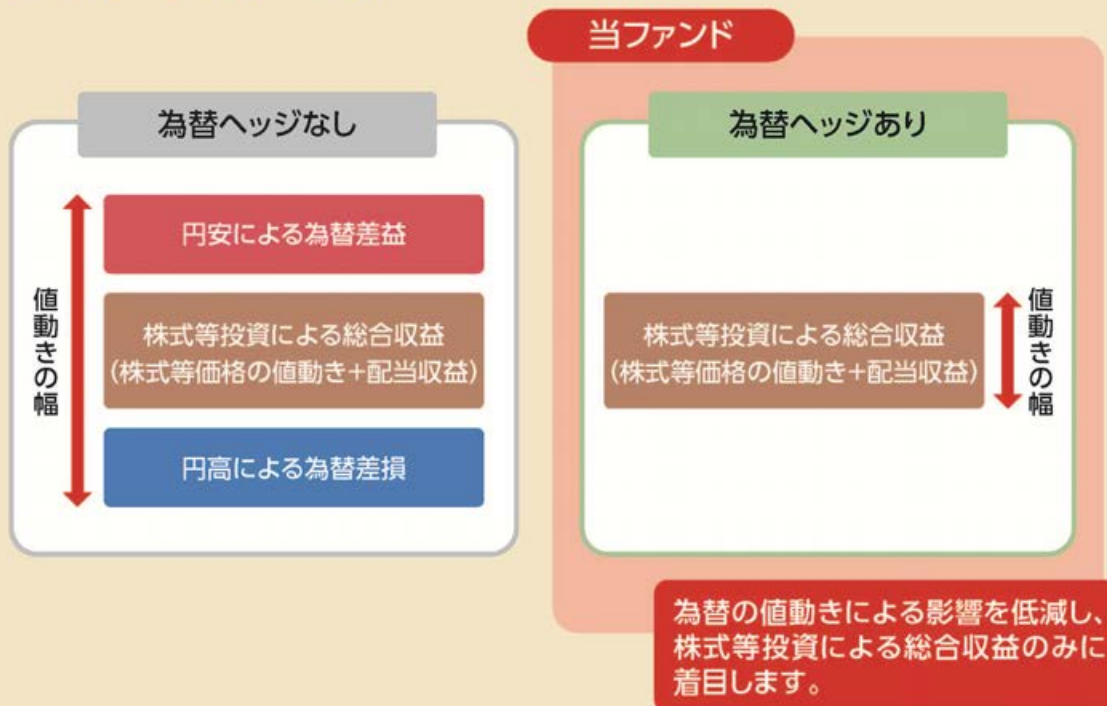 当ファンド
為替ヘッジなし
円安による為替差益
値動きの幅
株式等投資による総合収益
(株式等価格の値動き+配当収益)
円高による為替差損
為替ヘッジあり
株式等投資による総合収益
(株式等価格の値動き+配当収益)
値動きの幅
為替の値動きによる影響を低減し、
株式等投資による総合収益のみに
着目します。